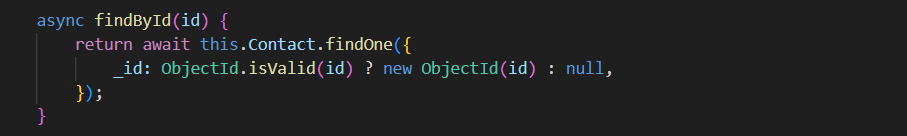 async findById(id) {
return await this.Contact.findOne({
_id: ObjectId.isValid(id) ? new ObjectId(id) : null,
});
}